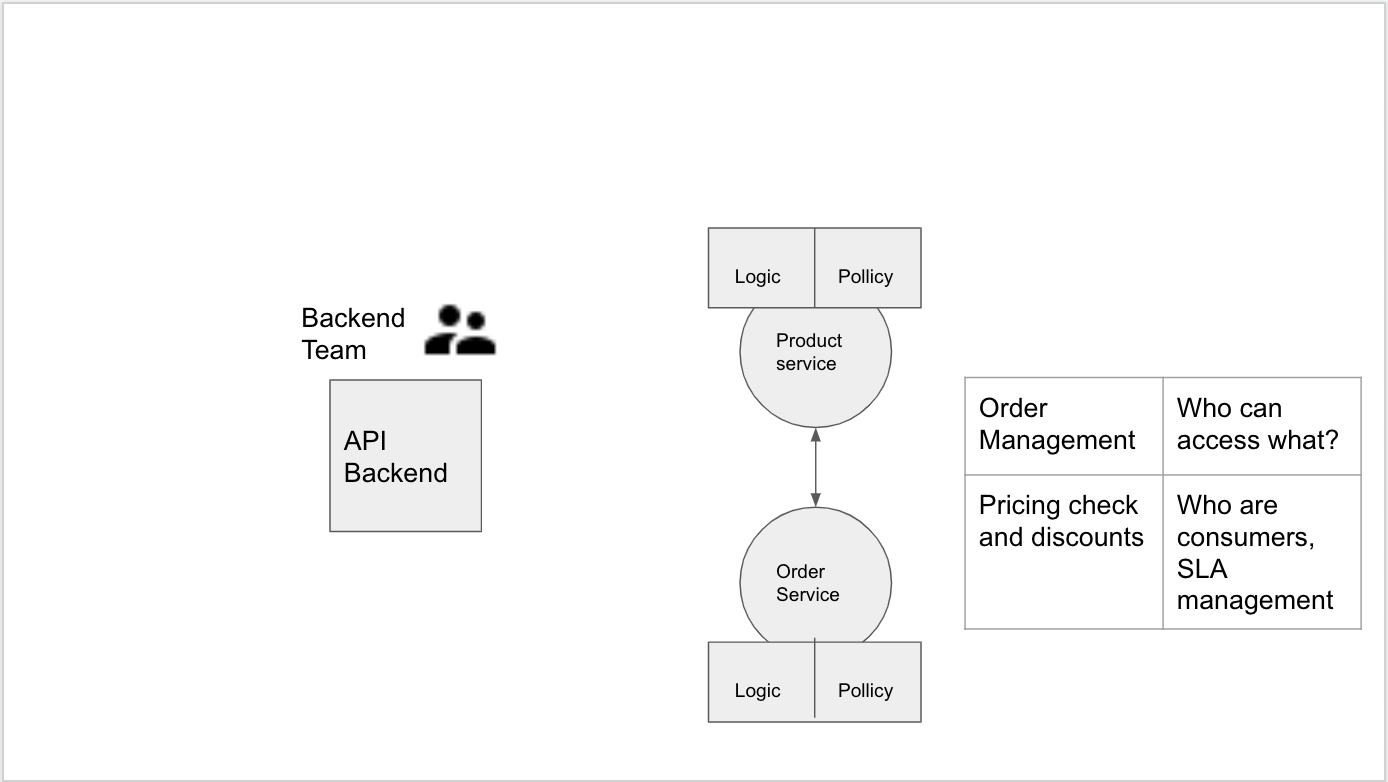 Logic
Pollicy
Product
service
Backend
Team
API
Backend
Order
Management
Who can
access what?
Pricing check
and discounts
Who are
consumers,
SLA
management
Order
Service
Logic
Pollicy